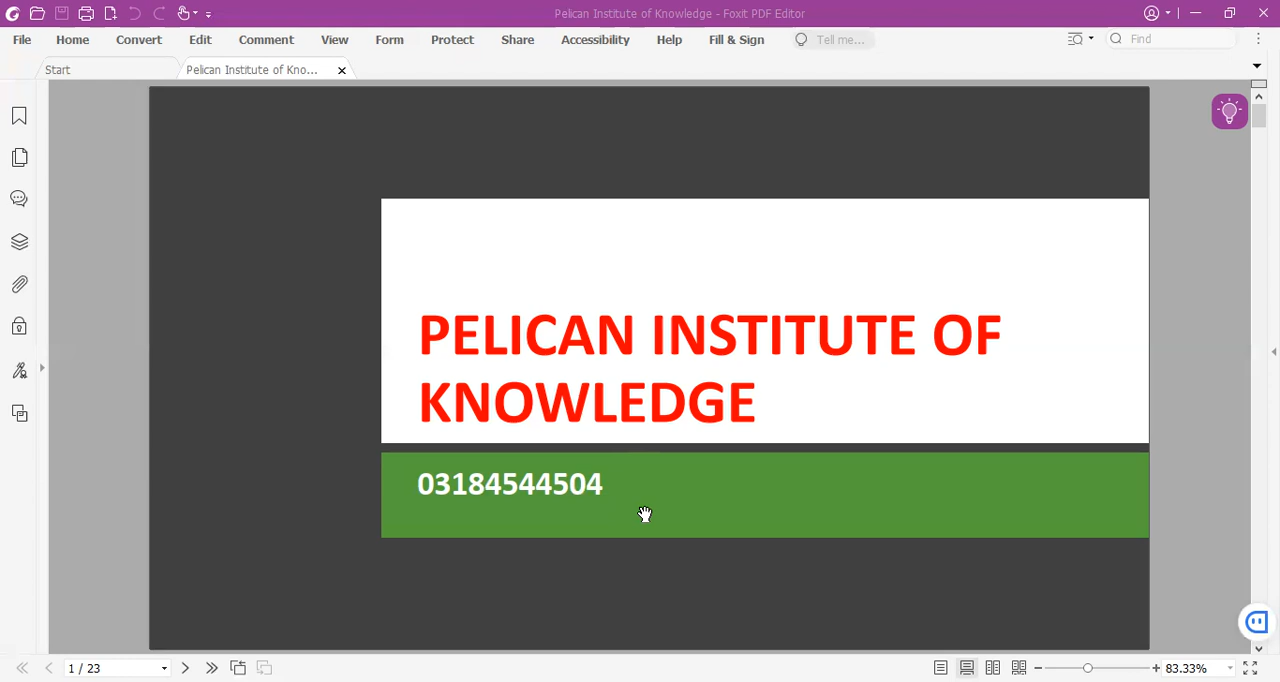 Pelican Institute of Knowledge - Foxit PDF Editor
File Home Convert Edit Comment View Form Protect Share Accessibility Help Fill & Sign Tell me... Find
Start Pelican Institute of Kno...
PELICAN INSTITUTE OF
KNOWLEDGE
03184544504
1 / 23 83.33%